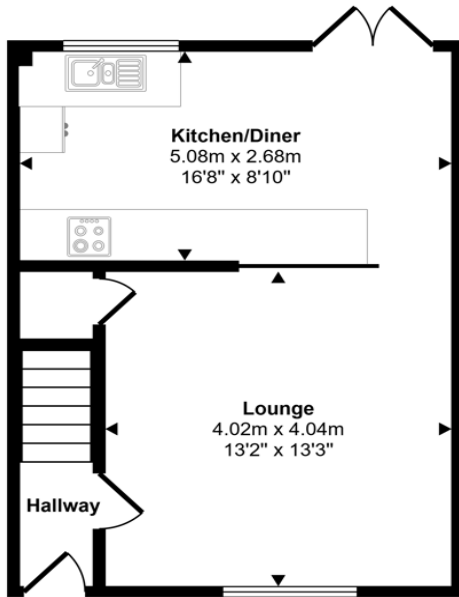 Kitchen/Diner
5.08m x 2.68m
16'8" x 8'10"
Lounge
4.02m x 4.04m
13'2" x 13'3"
Hallway